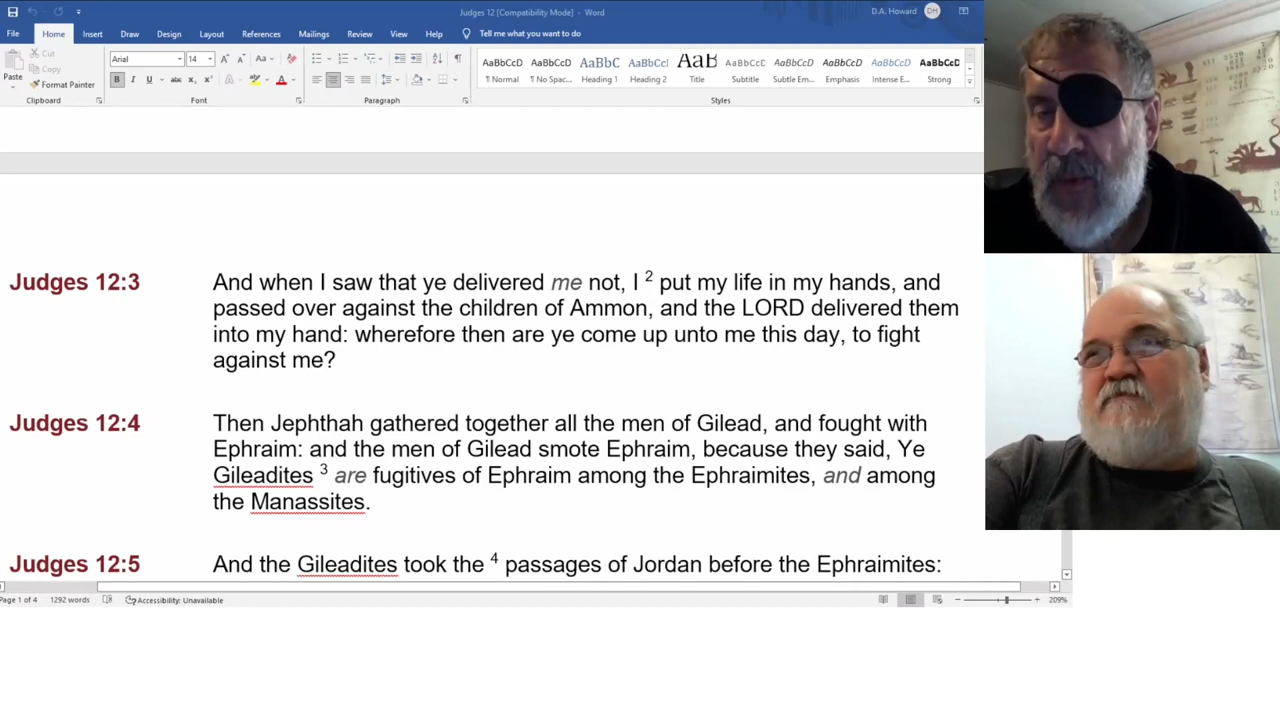 Judges 12 [Compatibility Mode] - Word
D.A. Howard
DH
File Home Insert Draw Design Layout References Mailings Review View Help Tell me what you want to do
Cut
Copy
Format Painter
Paste
Clipboard
Arial 14
Font
Paragraph
AaBbCcD AaBbCcD AaBbC AaBbCcI AaB AaBbCcD AaBbCcD AaBbCcD AaBbCcD AaBbCcD
¶ Normal ¶ No Spac... Heading 1 Heading 2 Title Subtitle Subtle Em... Emphasis Intense E... Strong
Styles
Judges 12:3 And when I saw that ye delivered me not, I 2 put my life in my hands, and
passed over against the children of Ammon, and the LORD delivered them
into my hand: wherefore then are ye come up unto me this day, to fight
against me?
Judges 12:4 Then Jephthah gathered together all the men of Gilead, and fought with
Ephraim: and the men of Gilead smote Ephraim, because they said, Ye
Gileadites 3 are fugitives of Ephraim among the Ephraimites, and among
the Manassites.
Judges 12:5 And the Gileadites took the 4 passages of Jordan before the Ephraimites:
Page 1 of 4 1292 words Accessibility: Unavailable 209%